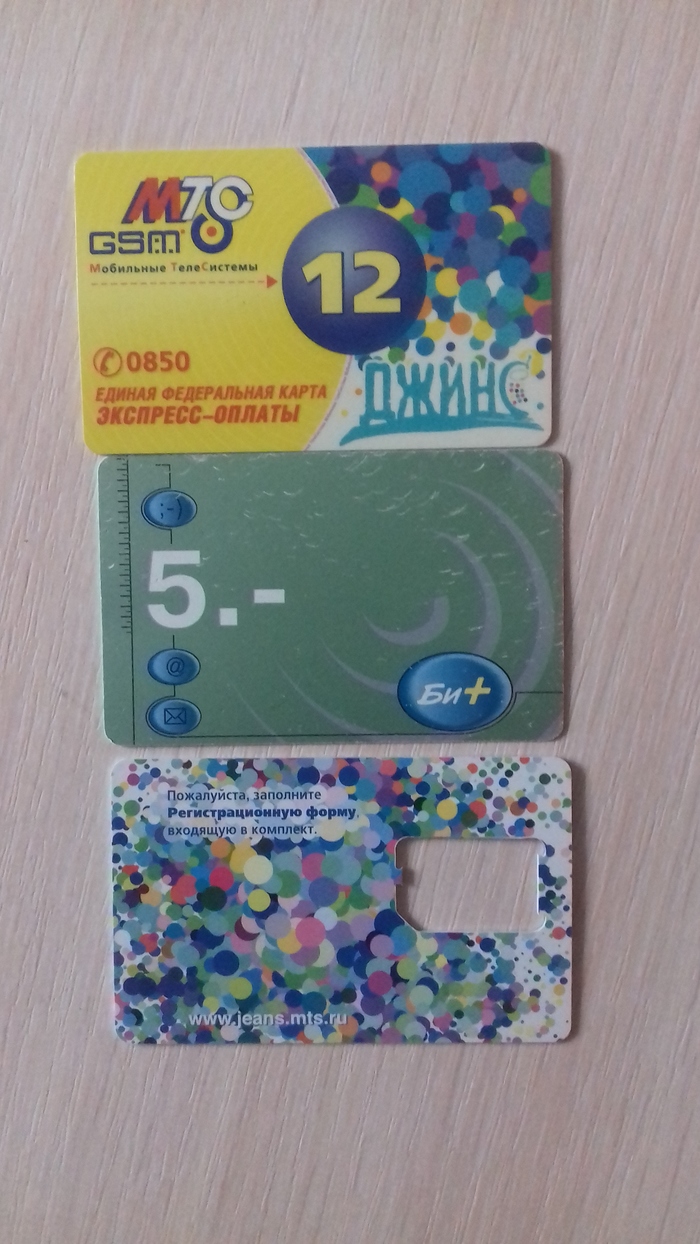 МТС
GSM
Мобильные ТелеСистемы
12
0850
ЕДИНАЯ ФЕДЕРАЛЬНАЯ КАРТА
ЭКСПРЕСС-ОПЛАТЫ
ДЖИНС
:-)
5.-
@
Би+
Пожалуйста, заполните
Регистрационную форму,
входящую в комплект.
www.jeans.mts.ru